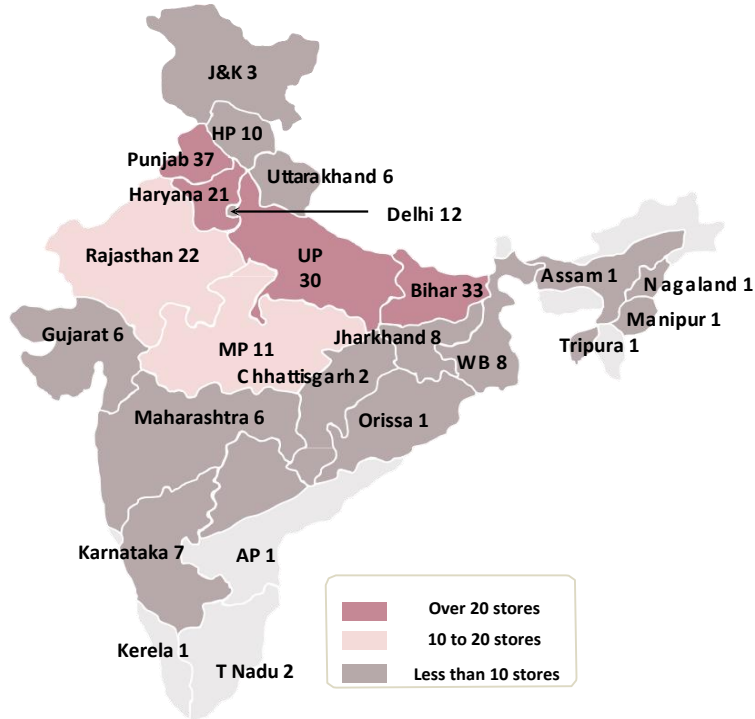 J&K 3
HP 10
Punjab 37
Uttarakhand 6
Haryana 21
Delhi 12
Rajasthan 22
UP
30
Bihar 33
Assam 1
Nagaland 1
Manipur 1
Tripura 1
Gujarat 6
MP 11
Jharkhand 8
WB 8
Chhattisgarh 2
Maharashtra 6
Orissa 1
Karnataka 7
AP 1
Kerela 1
T Nadu 2
Over 20 stores
10 to 20 stores
Less than 10 stores